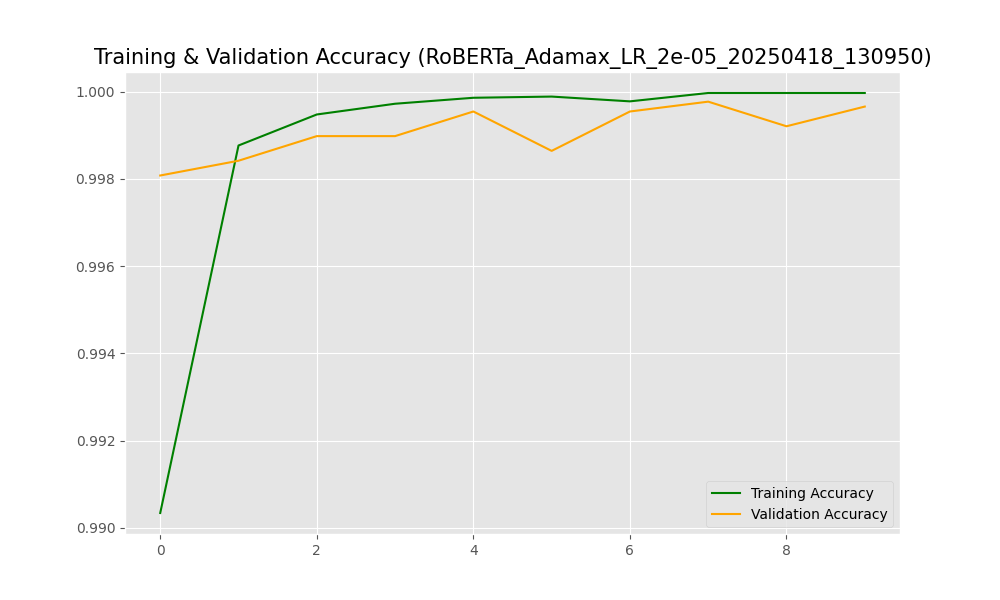 Training & Validation Accuracy (RoBERTa_Adamax_LR_2e-05_20250418_130950)
1.000
0.998
0.996
0.994
0.992
0.990
Training Accuracy
Validation Accuracy
0 2 4 6 8